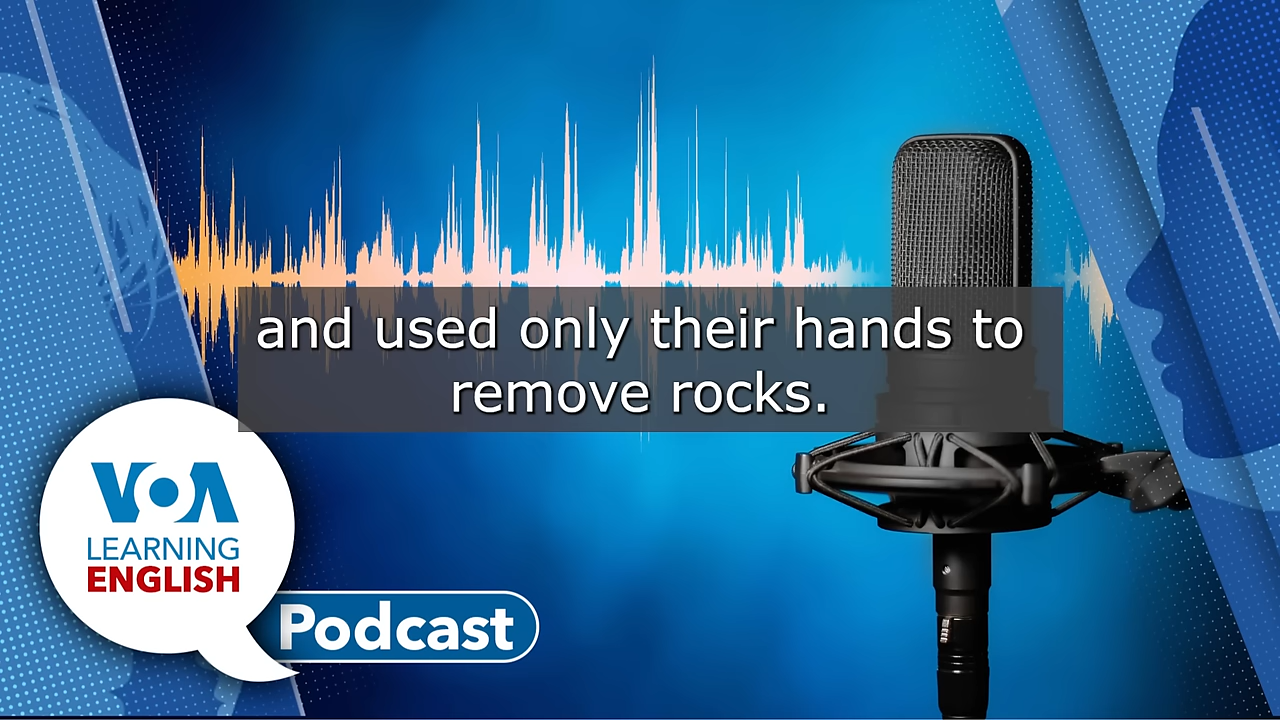 and used only their hands to
remove rocks.
VOA
LEARNING
ENGLISH
Podcast